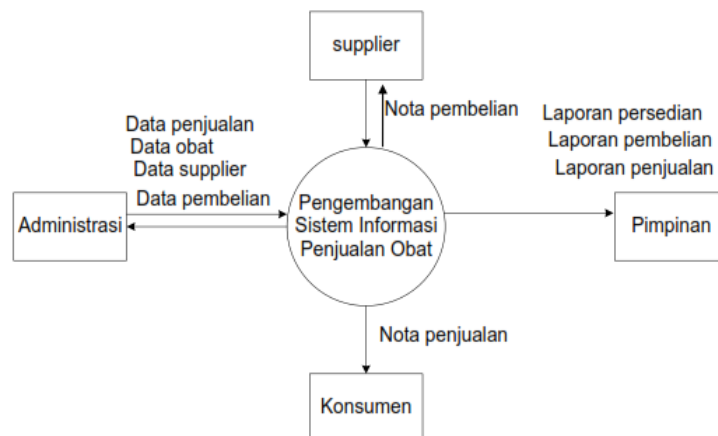 supplier
Nota pembelian
Data penjualan
Data obat
Data supplier
Data pembelian
Laporan persedian
Laporan pembelian
Laporan penjualan
Administrasi
Pengembangan
Sistem Informasi
Penjualan Obat
Pimpinan
Nota penjualan
Konsumen